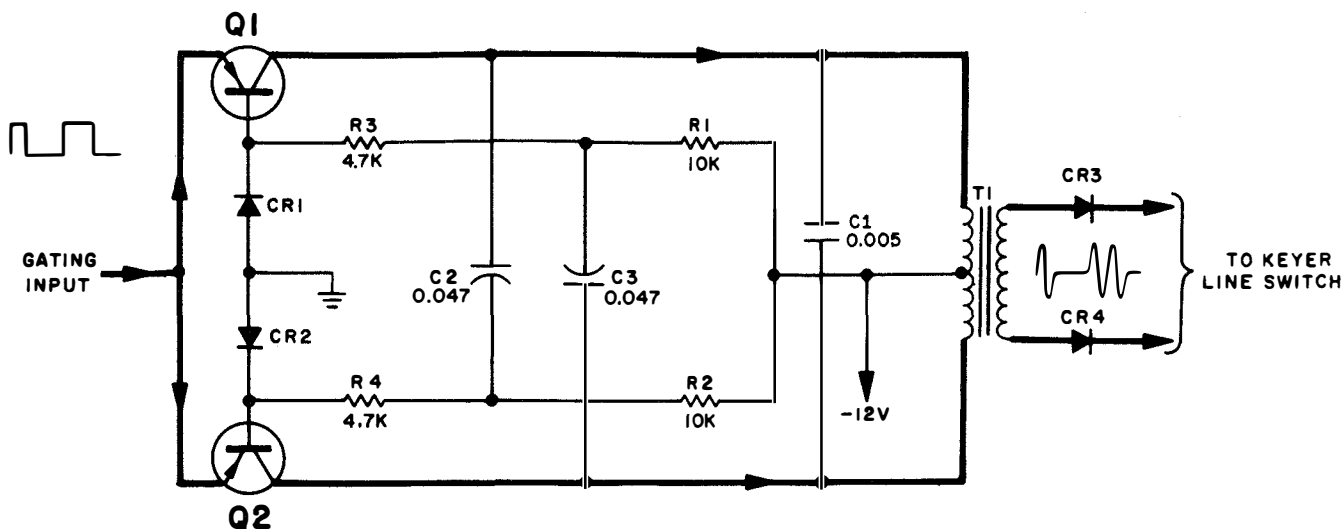 Q1
R3
4.7K
R1
10K
CR1
GATING
INPUT
C2
0.047
C3
0.047
C1
0.005
T1
CR3
TO KEYER
LINE SWITCH
CR4
CR2
R4
4.7K
R2
10K
-12V
Q2